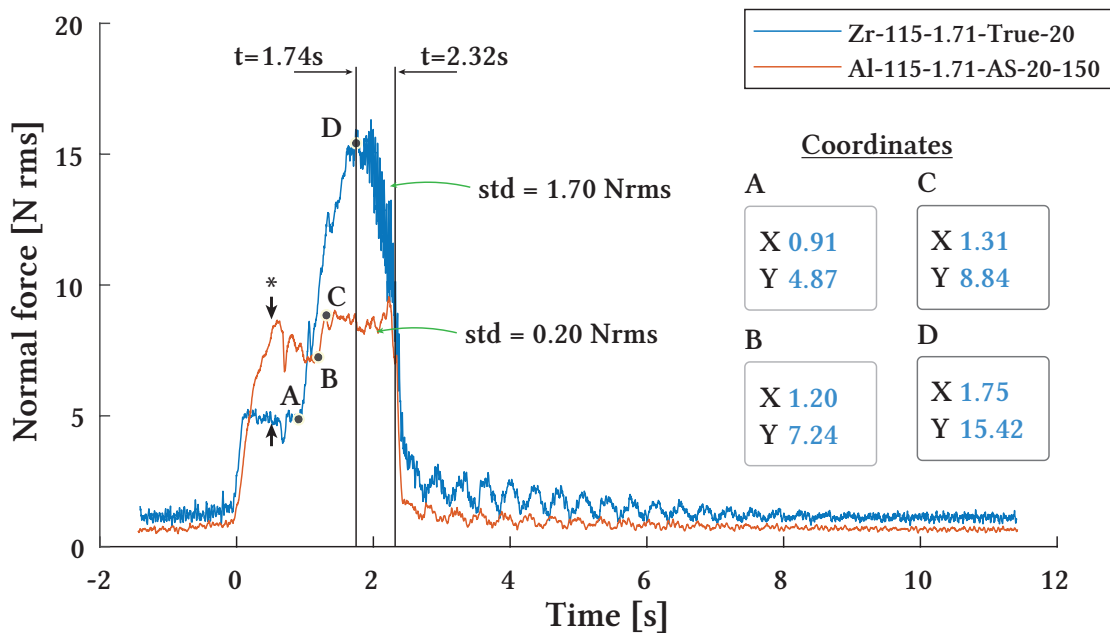 20
15
10
5
0
-2
0
2
4
6
8
10
12
Normal force [N rms]
Time [s]
t=1.74s
t=2.32s
Zr-115-1.71-True-20
Al-115-1.71-AS-20-150
D
std = 1.70 Nrms
*
C
std = 0.20 Nrms
B
A
Coordinates
A
X 0.91
Y 4.87
C
X 1.31
Y 8.84
B
X 1.20
Y 7.24
D
X 1.75
Y 15.42